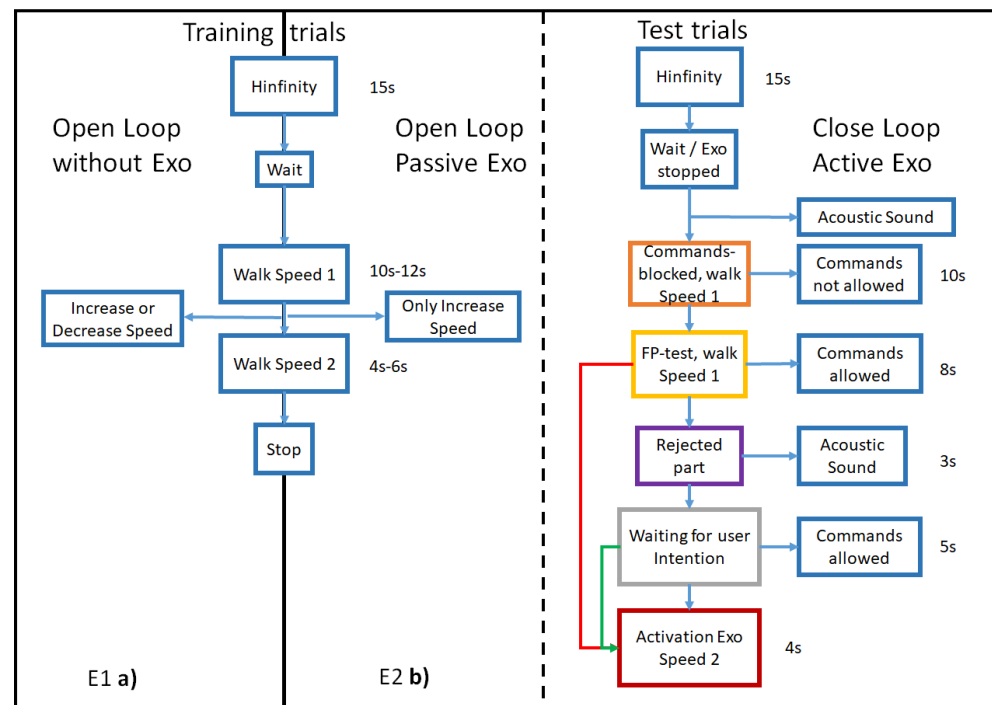 Training trials
Hinfinity
15s
Open Loop
without Exo
Open Loop
Passive Exo
Wait
Walk Speed 1
10s-12s
Increase or
Decrease Speed
Only Increase
Speed
Walk Speed 2
4s-6s
Stop
E1 a)
E2 b)
Test trials
Hinfinity
15s
Close Loop
Active Exo
Wait / Exo
stopped
Acoustic Sound
Commands-
blocked, walk
Speed 1
Commands
not allowed
10s
FP-test, walk
Speed 1
Commands
allowed
8s
Rejected
part
Acoustic
Sound
3s
Waiting for user
Intention
Commands
allowed
5s
Activation Exo
Speed 2
4s